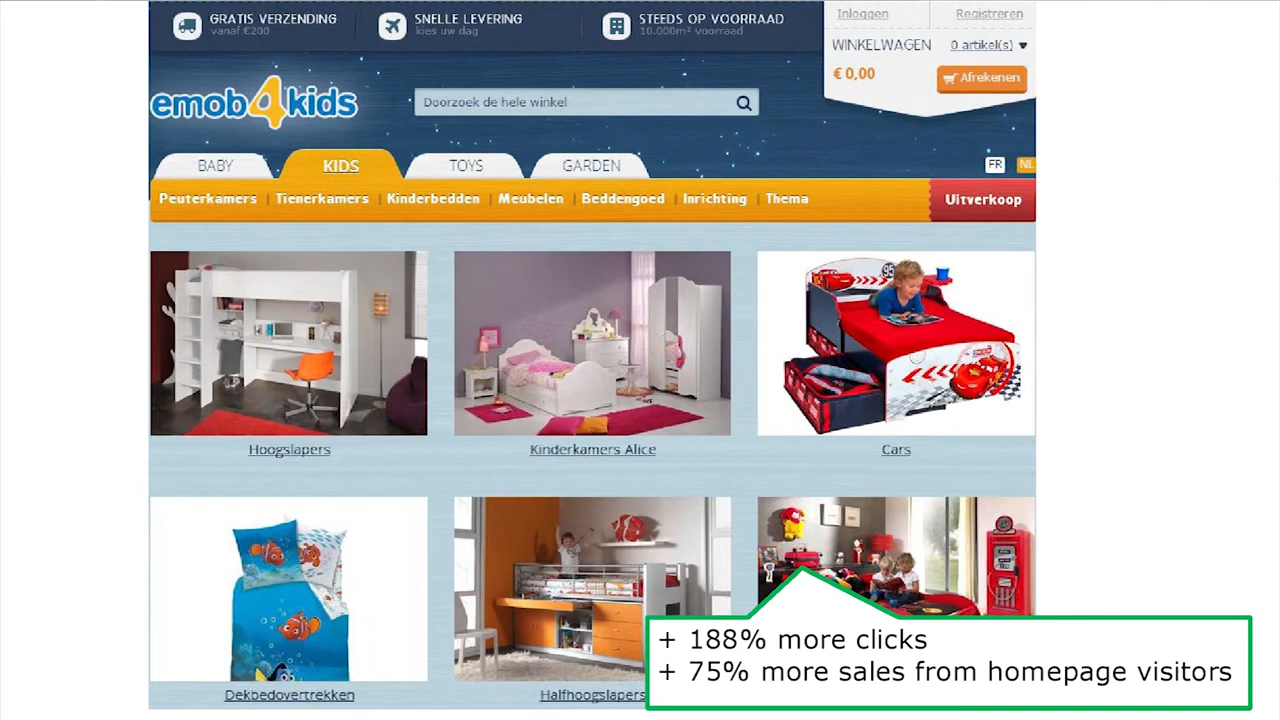 GRATIS VERZENDING
vanaf €200
SNELLE LEVERING
kies uw dag
STEEDS OP VOORRAAD
10.000m² voorraad
Inloggen
Registreren
WINKELWAGEN
0 artikel(s)
€ 0,00
Afrekenen
emob4kids
Doorzoek de hele winkel
BABY
KIDS
TOYS
GARDEN
FR
NL
Peuterkamers
Tienerkamers
Kinderbedden
Meubelen
Beddengoed
Inrichting
Thema
Uitverkoop
95
Hoogslapers
Kinderkamers Alice
Cars
Dekbedovertrekken
Halfhoogslapers
+ 188% more clicks
+ 75% more sales from homepage visitors